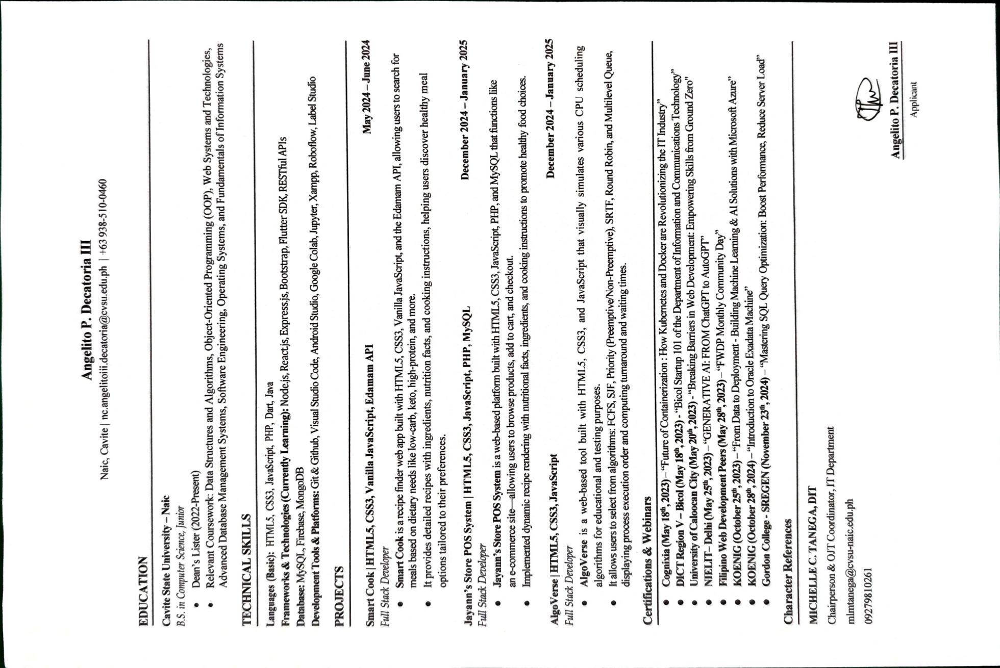 Angelito P. Decatoria III
Naic, Cavite | nc.angelitoiii.decatoria@cvsu.edu.ph | +63 938-510-0460
EDUCATION
Cavite State University – Naic
B.S. in Computer Science, Junior
• Dean's Lister (2022-Present)
• Relevant Coursework: Data Structures and Algorithms, Object-Oriented Programming (OOP), Web Systems and Technologies,
Advanced Database Management Systems, Software Engineering, Operating Systems, and Fundamentals of Information Systems
TECHNICAL SKILLS
Languages (Basic): HTML5, CSS3, JavaScript, PHP, Dart, Java
Frameworks & Technologies (Currently Learning): Node.js, React.js, Express.js, Bootstrap, Flutter SDK, RESTful APIs
Database: MySQL, Firebase, MongoDB
Development Tools & Platforms: Git & Github, Visual Studio Code, Android Studio, Google Colab, Jupyter, Xampp, Roboflow, Label Studio
PROJECTS
Smart Cook | HTML5, CSS3, Vanilla JavaScript, Edamam API May 2024 – June 2024
Full Stack Developer
• Smart Cook is a recipe finder web app built with HTML5, CSS3, Vanilla JavaScript, and the Edamam API, allowing users to search for
meals based on dietary needs like low-carb, keto, high-protein, and more.
• It provides detailed recipes with ingredients, nutrition facts, and cooking instructions, helping users discover healthy meal
options tailored to their preferences.
Jayann's Store POS System | HTML5, CSS3, JavaScript, PHP, MySQL December 2024 – January 2025
Full Stack Developer
• Jayann's Store POS System is a web-based platform built with HTML5, CSS3, JavaScript, PHP, and MySQL that functions like
an e-commerce site—allowing users to browse products, add to cart, and checkout.
• Implemented dynamic recipe rendering with nutritional facts, ingredients, and cooking instructions to promote healthy food choices.
AlgoVerse | HTML5, CSS3, JavaScript December 2024 – January 2025
Full Stack Developer
• AlgoVerse is a web-based tool built with HTML5, CSS3, and JavaScript that visually simulates various CPU scheduling
algorithms for educational and testing purposes.
• It allows users to select from algorithms: FCFS, SJF, Priority (Preemptive/Non-Preemptive), SRTF, Round Robin, and Multilevel Queue,
displaying process execution order and computing turnaround and waiting times.
Certifications & Webinars
• Cognixia (May 18th, 2023) – "Future of Containerization : How Kubernetes and Docker are Revolutionizing the IT Industry"
• DICT Region V – Bicol (May 18th, 2023) - "Bicol Startup 101 of the Department of Information and Communications Technology"
• University of Caloocan City (May 20th, 2023) - "Breaking Barriers in Web Development: Empowering Skills from Ground Zero"
• NIELIT – Delhi (May 25th, 2023) – "GENERATIVE AI: FROM ChatGPT to AutoGPT"
• Filipino Web Development Peers (May 28th, 2023) – "FWDP Monthly Community Day"
• KOENIG (October 25th, 2023) – "From Data to Deployment - Building Machine Learning & AI Solutions with Microsoft Azure"
• KOENIG (October 28th, 2024) – "Introduction to Oracle Exadata Machine"
• Gordon College - SREGEN (November 23th, 2024) – "Mastering SQL Query Optimization: Boost Performance, Reduce Server Load"
Character References
MICHELLE C. TANEGA, DIT
Chairperson & OJT Coordinator, IT Department
mlmtanega@cvsu-naic.edu.ph
09279810261
Angelito P. Decatoria III
Applicant